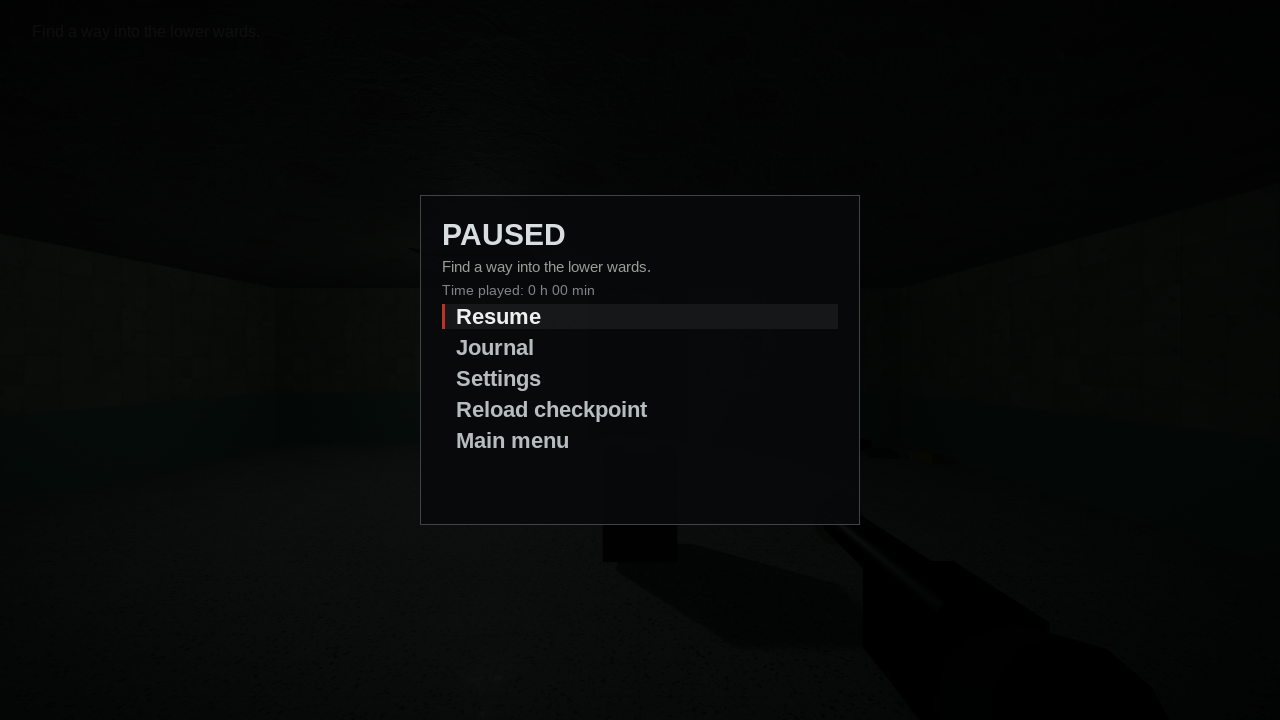 Find a way into the lower wards.
PAUSED
Find a way into the lower wards.
Time played: 0 h 00 min
Resume
Journal
Settings
Reload checkpoint
Main menu